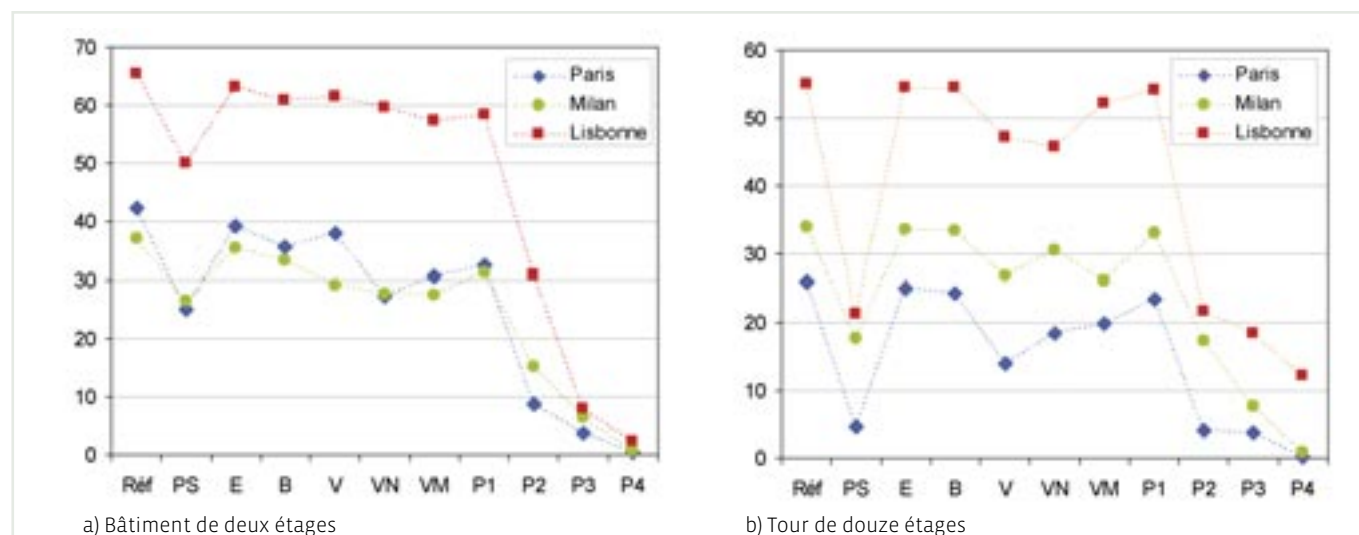 70
60
50
40
30
20
10
0
Paris
Milan
Lisbonne
Réf PS E B V VN VM P1 P2 P3 P4
a) Bâtiment de deux étages
60
50
40
30
20
10
0
Paris
Milan
Lisbonne
Réf PS E B V VN VM P1 P2 P3 P4
b) Tour de douze étages